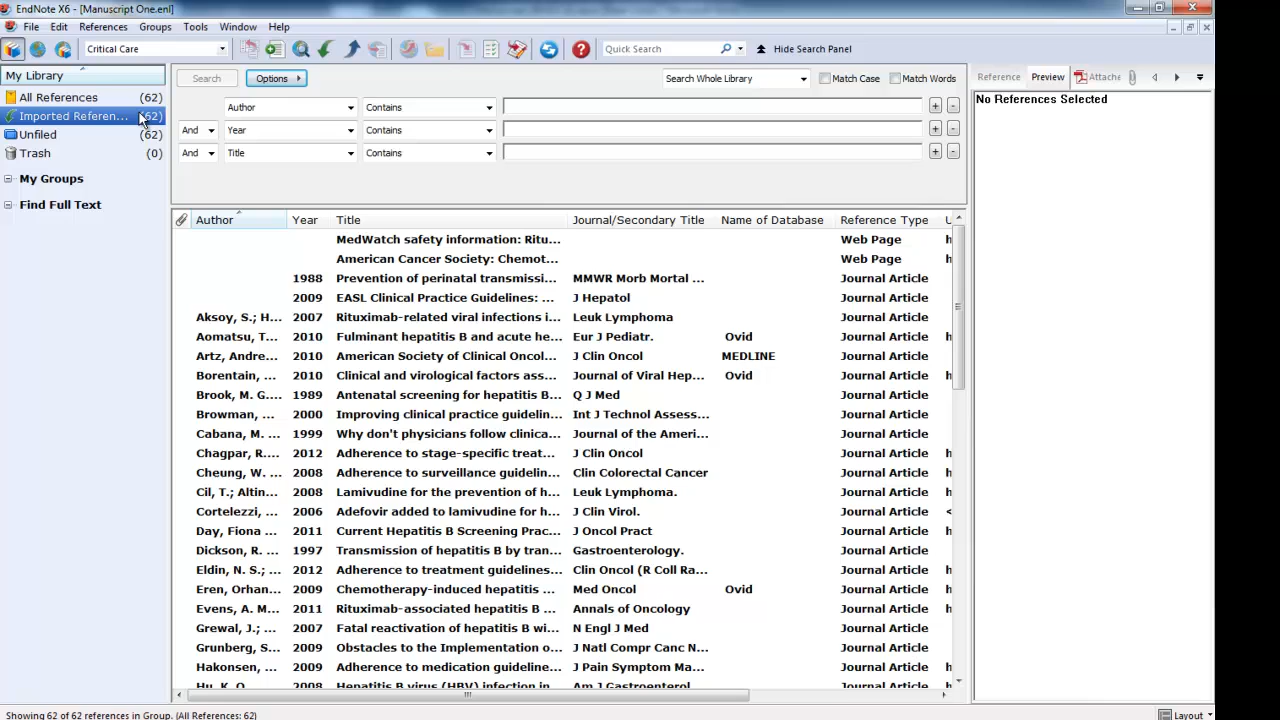 EndNote X6 - [Manuscript One.enl]
File Edit References Groups Tools Window Help
Critical Care Quick Search Hide Search Panel
My Library
All References (62)
Imported Referen... (62)
Unfiled (62)
Trash (0)
My Groups
Find Full Text
Search Options Search Whole Library Match Case Match Words
Author Contains
And Year Contains
And Title Contains
Reference Preview Attache
No References Selected
Author Year Title Journal/Secondary Title Name of Database Reference Type U
MedWatch safety information: Ritu... Web Page h
American Cancer Society: Chemot... Web Page h
1988 Prevention of perinatal transmissi... MMWR Morb Mortal ... Journal Article
2009 EASL Clinical Practice Guidelines: ... J Hepatol Journal Article
Aksoy, S.; H... 2007 Rituximab-related viral infections i... Leuk Lymphoma Journal Article
Aomatsu, T... 2010 Fulminant hepatitis B and acute he... Eur J Pediatr. Ovid Journal Article h
Artz, Andre... 2010 American Society of Clinical Oncol... J Clin Oncol MEDLINE Journal Article h
Borentain, ... 2010 Clinical and virological factors ass... Journal of Viral Hep... Ovid Journal Article h
Brook, M. G.... 1989 Antenatal screening for hepatitis B... Q J Med Journal Article
Browman, ... 2000 Improving clinical practice guidelin... Int J Technol Assess... Journal Article
Cabana, M. ... 1999 Why don't physicians follow clinica... Journal of the Ameri... Journal Article
Chagpar, R.... 2012 Adherence to stage-specific treat... J Clin Oncol Journal Article h
Cheung, W. ... 2008 Adherence to surveillance guidelin... Clin Colorectal Cancer Journal Article h
Cil, T.; Altin... 2008 Lamivudine for the prevention of h... Leuk Lymphoma. Journal Article h
Cortelezzi, ... 2006 Adefovir added to lamivudine for h... J Clin Virol. Journal Article <
Day, Fiona ... 2011 Current Hepatitis B Screening Prac... J Oncol Pract Journal Article h
Dickson, R. ... 1997 Transmission of hepatitis B by tran... Gastroenterology. Journal Article
Eldin, N. S.; ... 2012 Adherence to treatment guidelines... Clin Oncol (R Coll Ra... Journal Article h
Eren, Orhan... 2009 Chemotherapy-induced hepatitis ... Med Oncol Ovid Journal Article h
Evens, A. M... 2011 Rituximab-associated hepatitis B ... Annals of Oncology Journal Article h
Grewal, J.; ... 2007 Fatal reactivation of hepatitis B wi... N Engl J Med Journal Article
Grunberg, S... 2009 Obstacles to the Implementation o... J Natl Compr Canc N... Journal Article
Hakonsen, ... 2009 Adherence to medication guideline... J Pain Symptom Ma... Journal Article h
Hu, K. Q. 2008 Hepatitis B virus (HBV) infection in Am J Gastroenterol Journal Article h
Showing 62 of 62 references in Group. (All References: 62) Layout